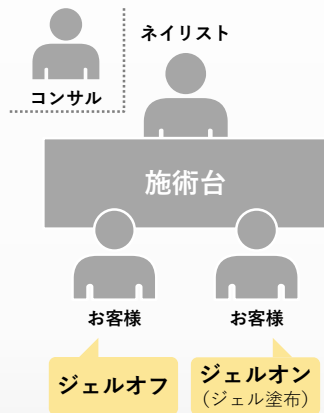 ネイリスト
コンサル
施術台
お客様
お客様
ジェルオフ
ジェルオン
(ジェル塗布)